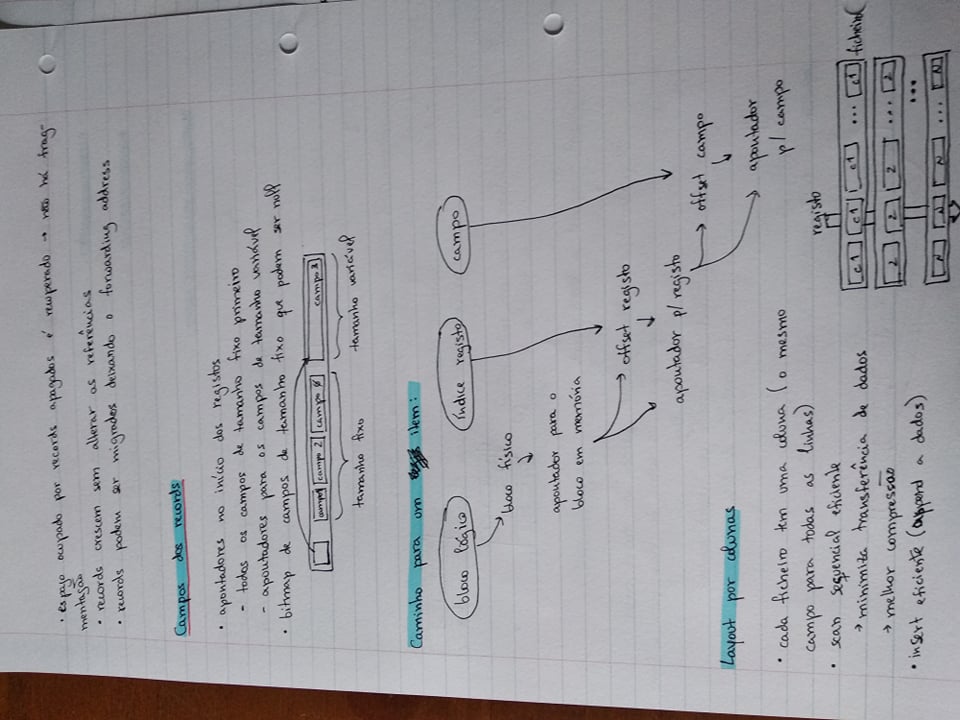 · espaço ocupado por records apagados é recuperado → não há frag-
mentação
· records crescem sem alterar as referências
· records podem ser migrados deixando o forwarding address
Campos dos records
· apontadores no início dos registos
- todos os campos de tamanho fixo primeiro
- apontadores para os campos de tamanho variável
· bitmap de campos de tamanho fixo que podem ser null
campo1 campo 2 campo campo 3
tamanho fixo tamanho variável
Caminho para um item:
bloco lógico índice registo campo
bloco físico
apontador para o
bloco em memória
offset registo
apontador p/ registo
offset campo
apontador
p/ campo
Layout por colunas
· cada ficheiro tem uma coluna (o mesmo
campo para todas as linhas)
· scan sequencial eficiente
→ minimiza transferência de dados
→ melhor compressão
· insert eficiente (append a dados)
registo
c1 c1 c1 ... c1 ficheiro
2 2 2 ... 2
...
N N N ... N